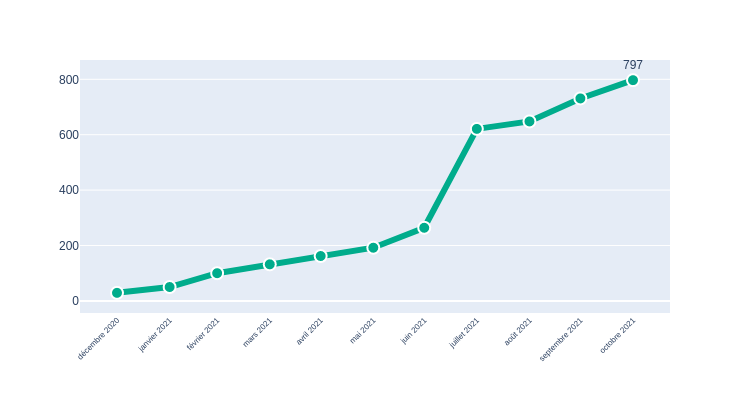 797
800
600
400
200
0
décembre 2020
janvier 2021
février 2021
mars 2021
avril 2021
mai 2021
juin 2021
juillet 2021
août 2021
septembre 2021
octobre 2021